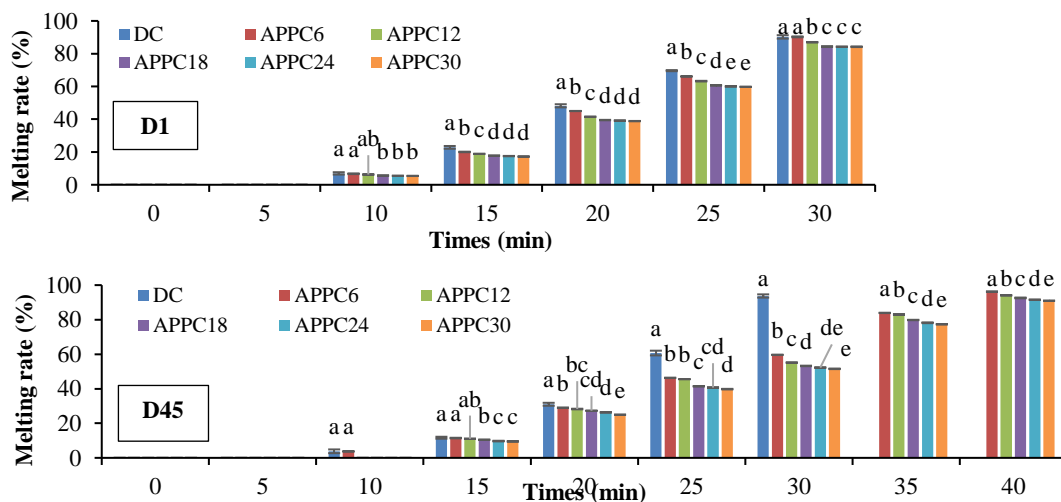 Melting rate (%)
100
80
60
40
20
0
DC APPC6 APPC12
APPC18 APPC24 APPC30
D1
a a ab b b b
a b c d d d
a b c d d d
a b c d e e
a a b c c c
0 5 10 15 20 25 30
Times (min)
Melting rate (%)
100
80
60
40
20
0
DC APPC6 APPC12
APPC18 APPC24 APPC30
D45
a a
a a ab b c c
a b bc cd d e
a b b c cd d
a b c d de e
a b c d e
a b c d e
0 5 10 15 20 25 30 35 40
Times (min)